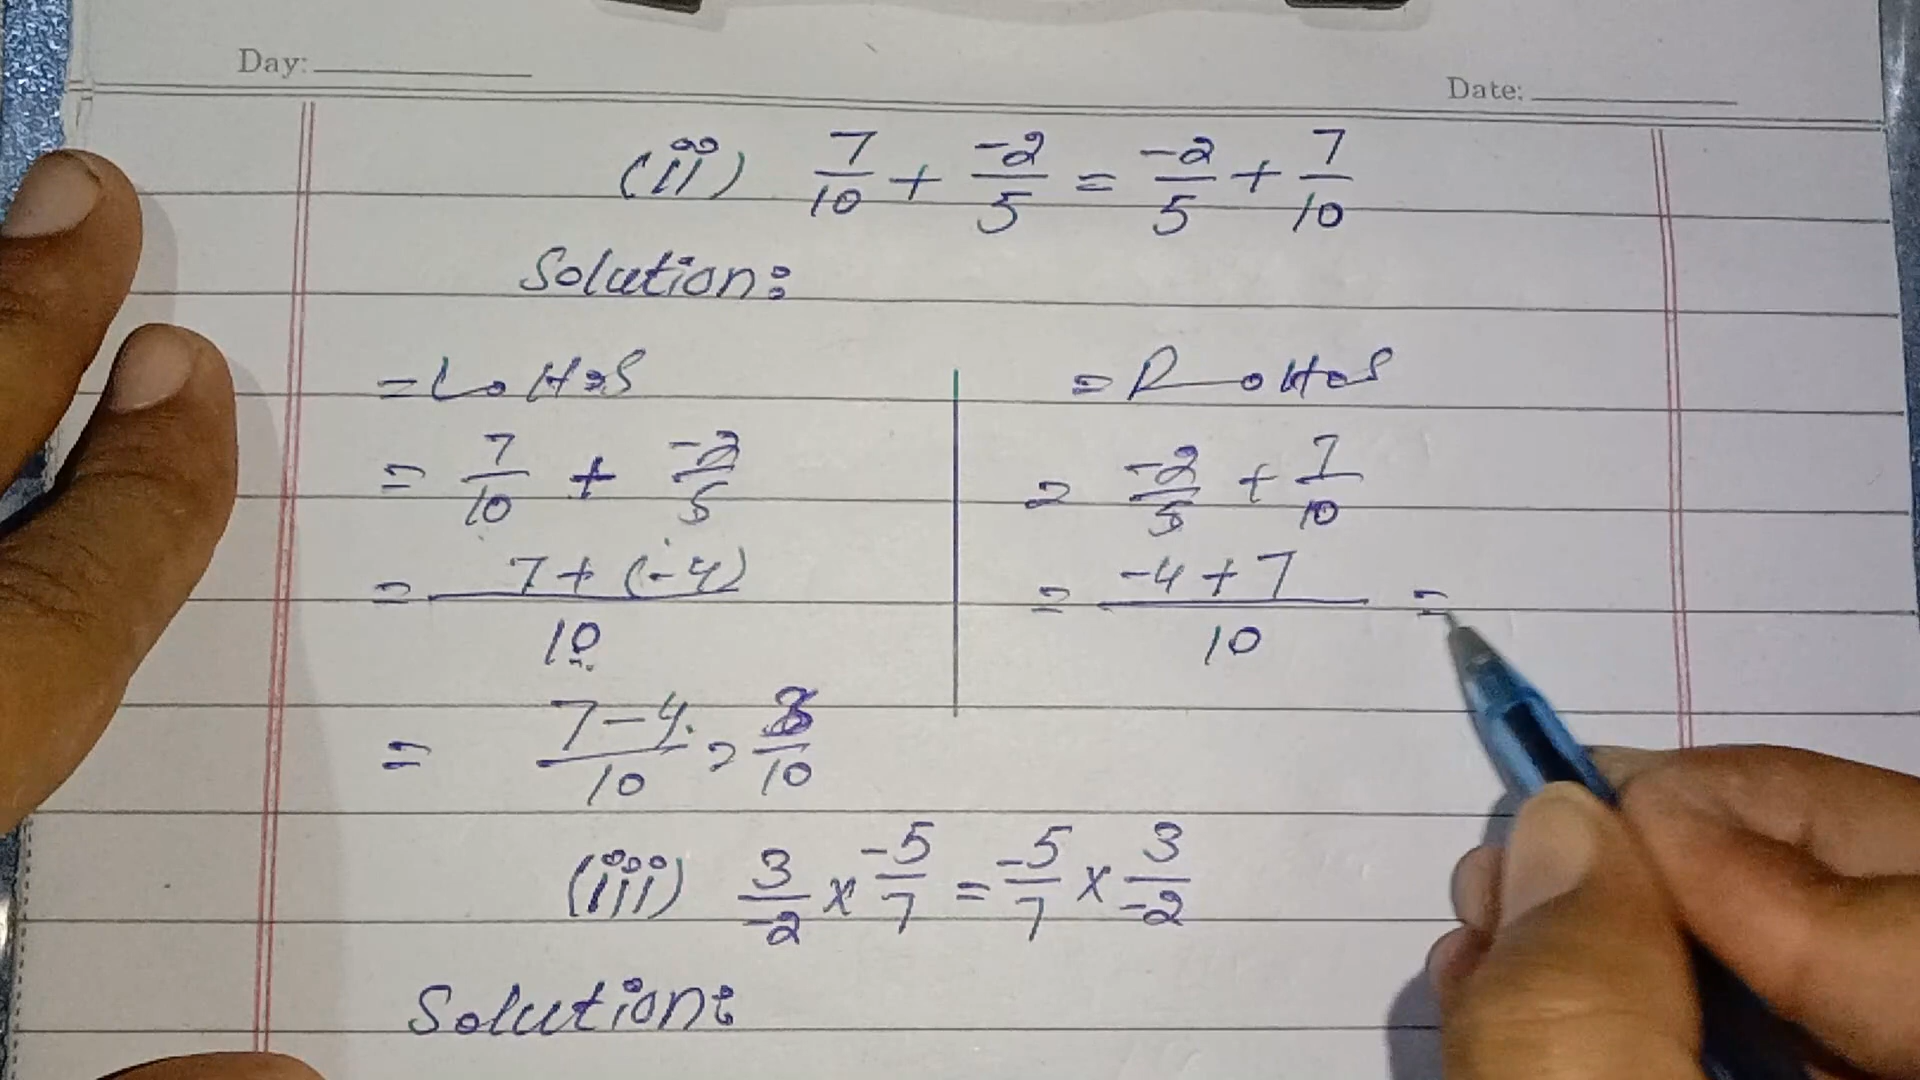 Day:
Date:
(ii) 7/10 + -2/5 = -2/5 + 7/10
Solution:
= L.H.S
= 7/10 + -2/5
= 7+(-4)/10
= 7-4/10 = 3/10
= R.H.S
= -2/5 + 7/10
= -4+7/10 =
(iii) 3/-2 × -5/7 = -5/7 × 3/-2
Solution: